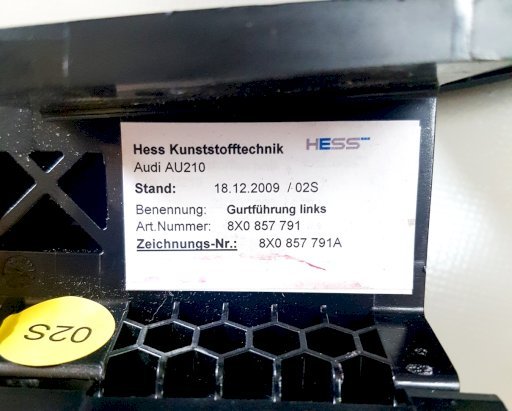 Hess Kunststofftechnik HESS
Audi AU210
Stand: 18.12.2009 / 02S
Benennung: Gurtführung links
Art.Nummer: 8X0 857 791
Zeichnungs-Nr.: 8X0 857 791A
02S